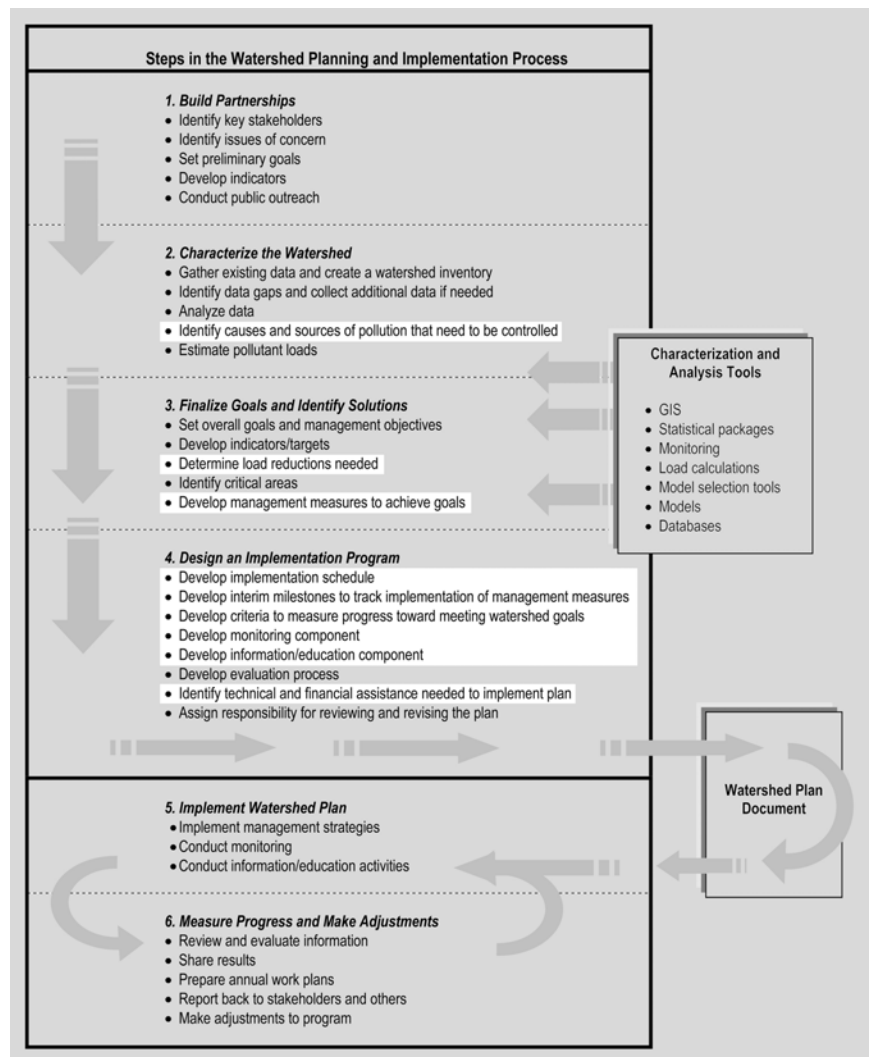 Steps in the Watershed Planning and Implementation Process
1. Build Partnerships
• Identify key stakeholders
• Identify issues of concern
• Set preliminary goals
• Develop indicators
• Conduct public outreach
2. Characterize the Watershed
• Gather existing data and create a watershed inventory
• Identify data gaps and collect additional data if needed
• Analyze data
• Identify causes and sources of pollution that need to be controlled
• Estimate pollutant loads
3. Finalize Goals and Identify Solutions
• Set overall goals and management objectives
• Develop indicators/targets
• Determine load reductions needed
• Identify critical areas
• Develop management measures to achieve goals
Characterization and
Analysis Tools
• GIS
• Statistical packages
• Monitoring
• Load calculations
• Model selection tools
• Models
• Databases
4. Design an Implementation Program
• Develop implementation schedule
• Develop interim milestones to track implementation of management measures
• Develop criteria to measure progress toward meeting watershed goals
• Develop monitoring component
• Develop information/education component
• Develop evaluation process
• Identify technical and financial assistance needed to implement plan
• Assign responsibility for reviewing and revising the plan
Watershed Plan
Document
5. Implement Watershed Plan
• Implement management strategies
• Conduct monitoring
• Conduct information/education activities
6. Measure Progress and Make Adjustments
• Review and evaluate information
• Share results
• Prepare annual work plans
• Report back to stakeholders and others
• Make adjustments to program